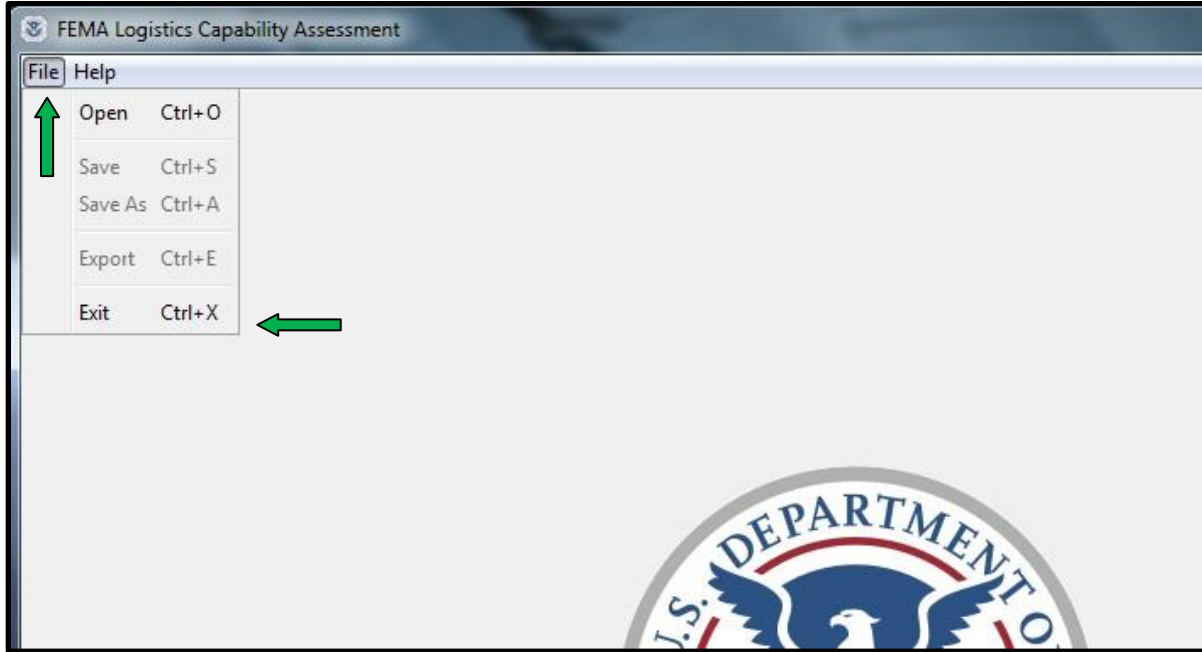 FEMA Logistics Capability Assessment
File Help
Open Ctrl+O
Save Ctrl+S
Save As Ctrl+A
Export Ctrl+E
Exit Ctrl+X
U.S. DEPARTMENT O